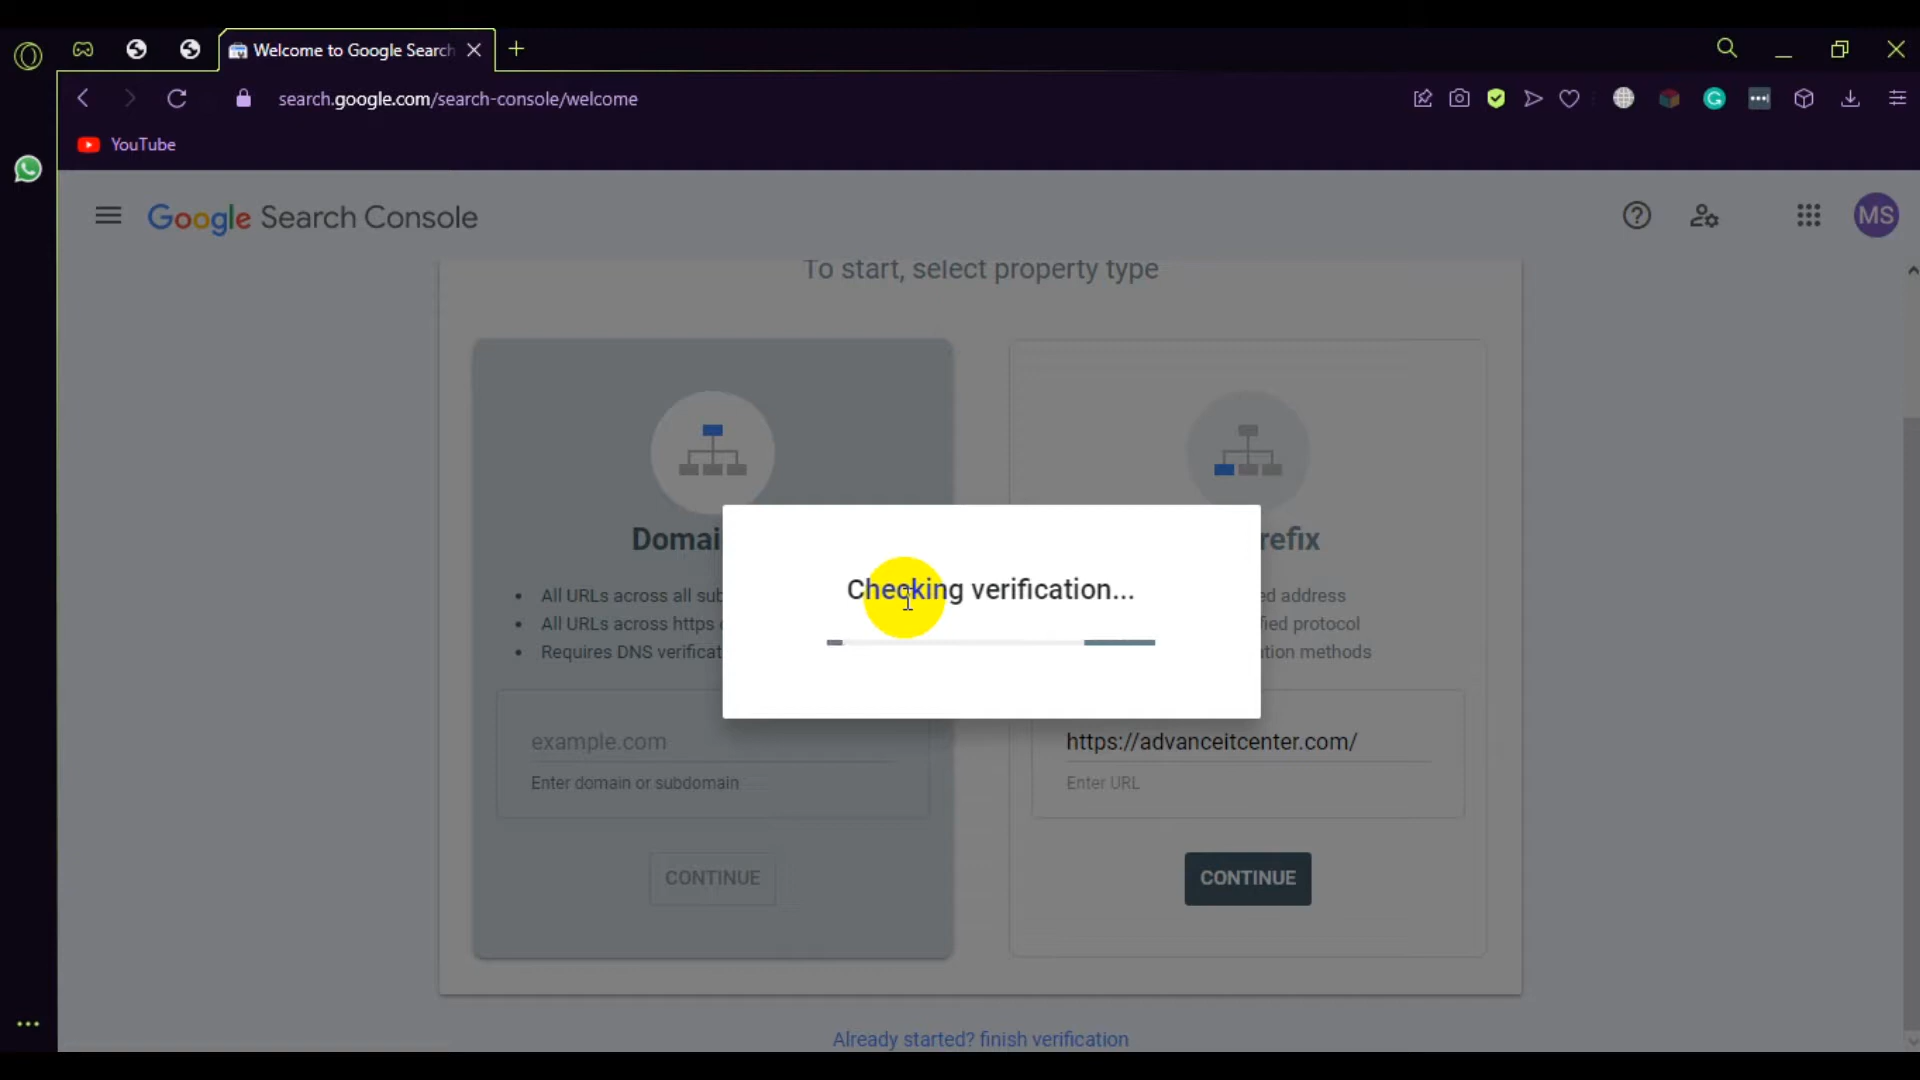 Welcome to Google Search
search.google.com/search-console/welcome
YouTube
Google Search Console
MS
To start, select property type
Domai
refix
All URLs across all sub
All URLs across https
Requires DNS verificat
ed address
fied protocol
tion methods
Checking verification...
example.com
Enter domain or subdomain
https://advanceitcenter.com/
Enter URL
CONTINUE
CONTINUE
Already started? finish verification